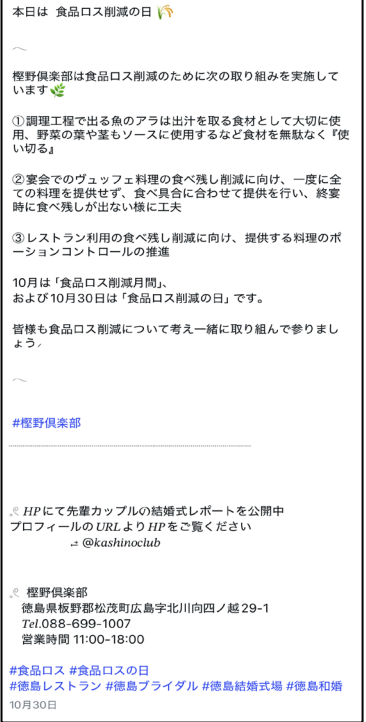 本日は 食品ロス削減の日 🌾
樫野倶楽部は食品ロス削減のために次の取り組みを実施して
います🌿
①調理工程で出る魚のアラは出汁を取る食材として大切に使
用、野菜の葉や茎もソースに使用するなど食材を無駄なく『使
い切る』
②宴会でのヴュッフェ料理の食べ残し削減に向け、一度に全
ての料理を提供せず、食べ具合に合わせて提供を行い、終宴
時に食べ残しが出ない様に工夫
③レストラン利用の食べ残し削減に向け、提供する料理のポ
ーションコントロールの推進
10月は「食品ロス削減月間」、
および10月30日は「食品ロス削減の日」です。
皆様も食品ロス削減について考え一緒に取り組んで参りまし
ょう⸝
#樫野倶楽部
HPにて先輩カップルの結婚式レポートを公開中
プロフィールのURLよりHPをご覧ください
⥱ @kashinoclub
樫野倶楽部
徳島県板野郡松茂町広島字北川向四ノ越29-1
Tel.088-699-1007
営業時間 11:00-18:00
#食品ロス #食品ロスの日
#徳島レストラン #徳島ブライダル #徳島結婚式場 #徳島和婚
10月30日